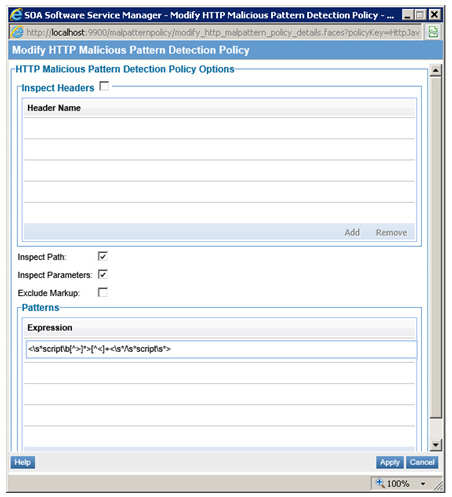 SOA Software Service Manager - Modify HTTP Malicious Pattern Detection Policy - ...
http://localhost:9900/malpatternpolicy/modify_http_malpattern_policy_details.faces?policyKey=HttpJav
Modify HTTP Malicious Pattern Detection Policy
HTTP Malicious Pattern Detection Policy Options
Inspect Headers
Header Name
Add Remove
Inspect Path:
Inspect Parameters:
Exclude Markup:
Patterns
Expression
<\s*script\b[^>]*>[^<]+<\s*/\s*script\s*>
Help Apply Cancel
100%